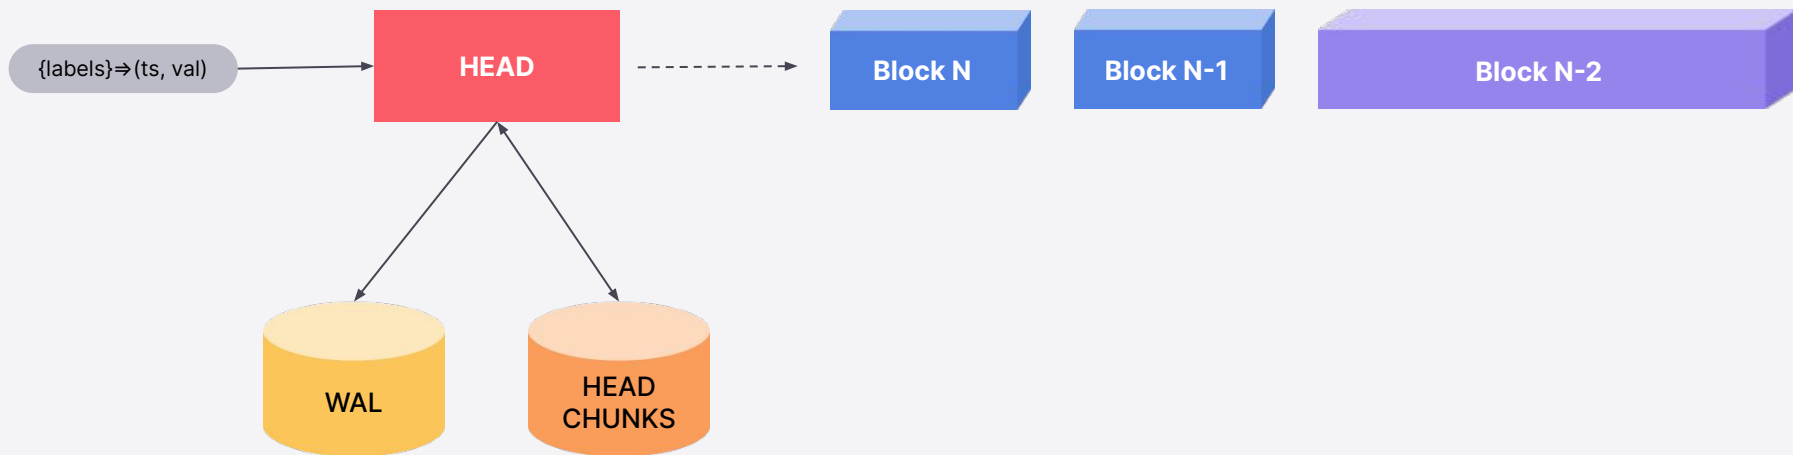 {labels}⇒(ts, val)
HEAD
Block N
Block N-1
Block N-2
WAL
HEAD
CHUNKS